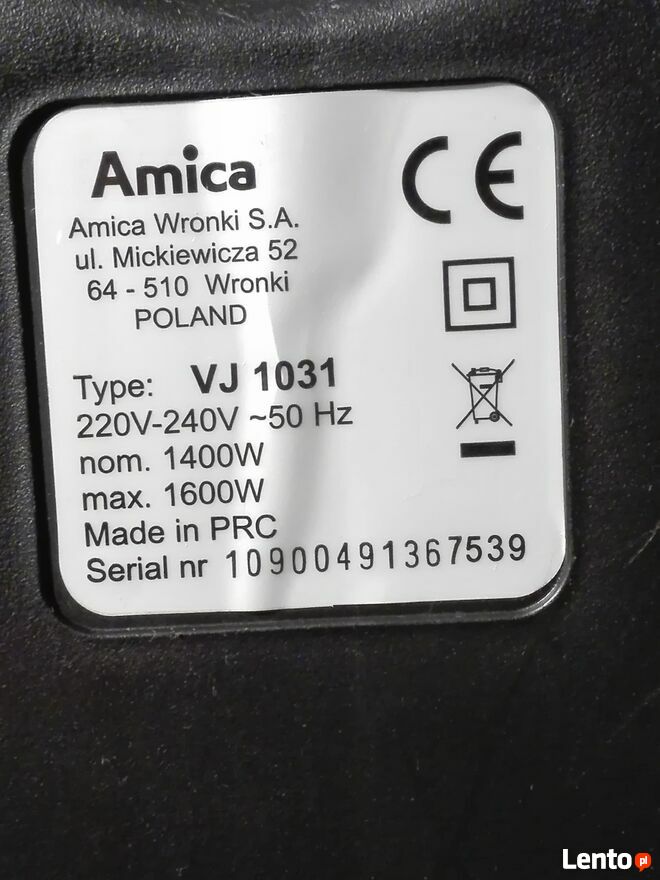 Amica
CE
Amica Wronki S.A.
ul. Mickiewicza 52
64 - 510 Wronki
POLAND
Type: VJ 1031
220V-240V ~50 Hz
nom. 1400W
max. 1600W
Made in PRC
Serial nr 10900491367539
Lento.pl